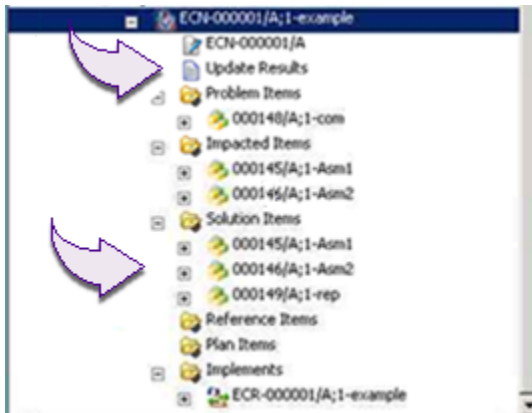 ECN-000001/A;1-example
ECN-000001/A
Update Results
Problem Items
000148/A;1-com
Impacted Items
000145/A;1-Asm1
000146/A;1-Asm2
Solution Items
000145/A;1-Asm1
000146/A;1-Asm2
000149/A;1-rep
Reference Items
Plan Items
Implements
ECR-000001/A;1-example